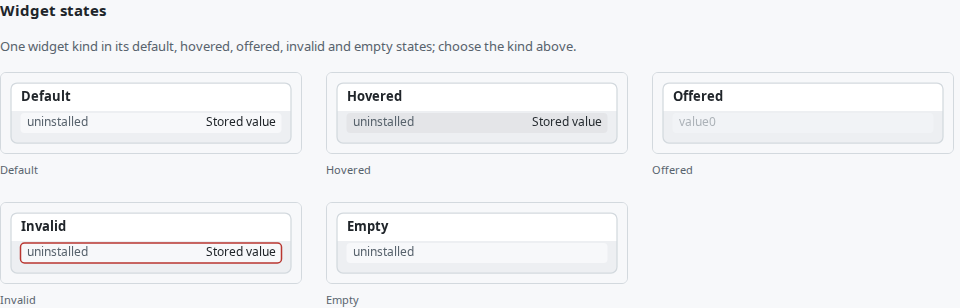 Widget states
One widget kind in its default, hovered, offered, invalid and empty states; choose the kind above.
Default
uninstalled Stored value
Default
Hovered
uninstalled Stored value
Hovered
Offered
value0
Offered
Invalid
uninstalled Stored value
Invalid
Empty
uninstalled
Empty